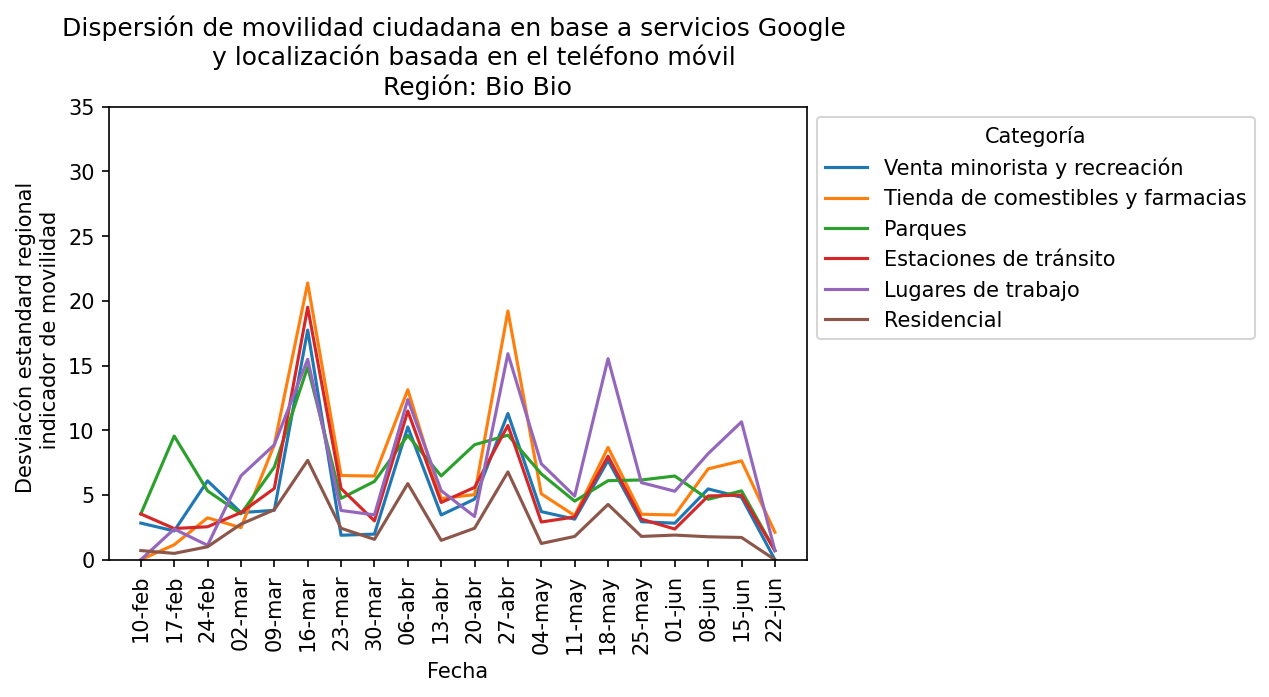 Dispersión de movilidad ciudadana en base a servicios Google
y localización basada en el teléfono móvil
Región: Bio Bio
35
30
25
20
15
10
5
0
Desviacón estandard regional
indicador de movilidad
10-feb
17-feb
24-feb
02-mar
09-mar
16-mar
23-mar
30-mar
06-abr
13-abr
20-abr
27-abr
04-may
11-may
18-may
25-may
01-jun
08-jun
15-jun
22-jun
Fecha
Categoría
Venta minorista y recreación
Tienda de comestibles y farmacias
Parques
Estaciones de tránsito
Lugares de trabajo
Residencial